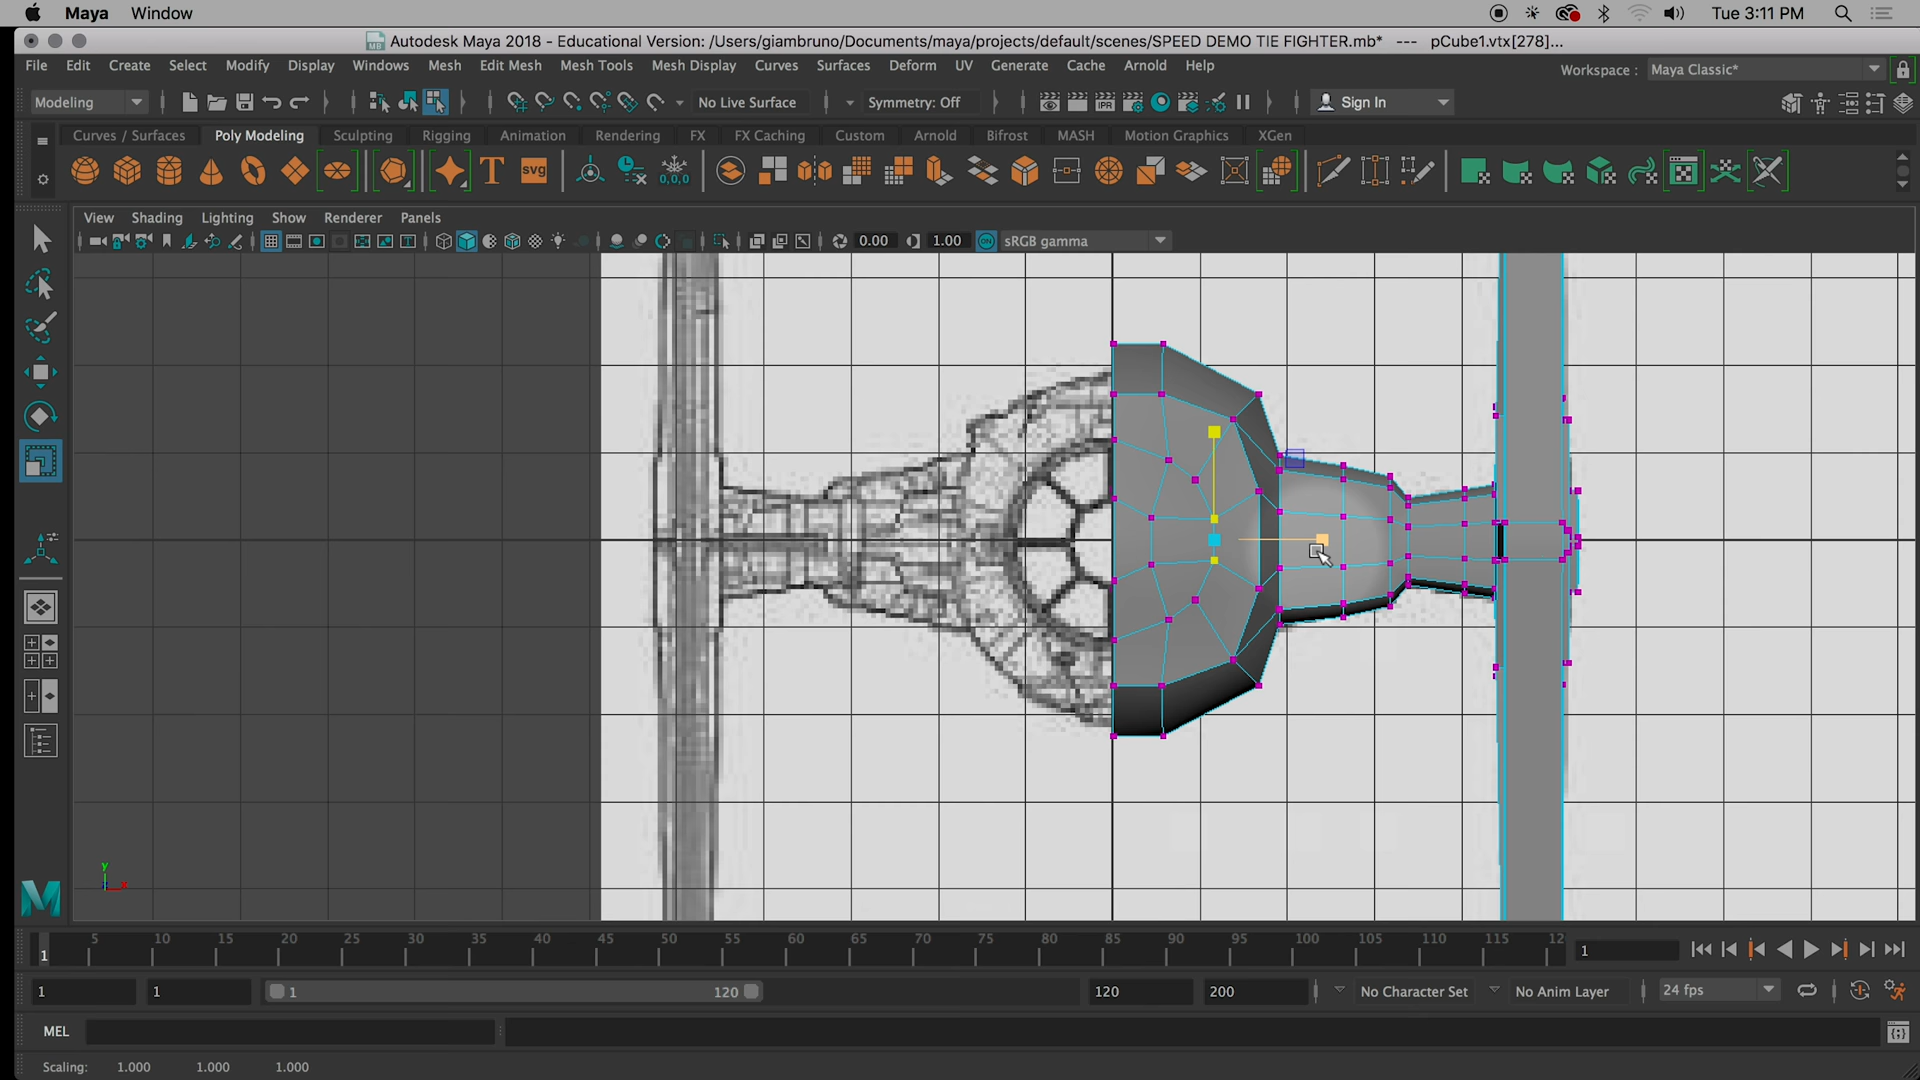 Maya Window Tue 3:11 PM
Autodesk Maya 2018 - Educational Version: /Users/giambruno/Documents/maya/projects/default/scenes/SPEED DEMO TIE FIGHTER.mb* --- pCube1.vtx[278]...
File Edit Create Select Modify Display Windows Mesh Edit Mesh Mesh Tools Mesh Display Curves Surfaces Deform UV Generate Cache Arnold Help Workspace : Maya Classic*
Modeling No Live Surface Symmetry: Off IPR Sign In
Curves / Surfaces Poly Modeling Sculpting Rigging Animation Rendering FX FX Caching Custom Arnold Bifrost MASH Motion Graphics XGen
T svg 0,0,0
View Shading Lighting Show Renderer Panels
0.00 1.00 ON sRGB gamma
y
x
5 10 15 20 25 30 35 40 45 50 55 60 65 70 75 80 85 90 95 100 105 110 115 12
1 1
1 1 1 120 120 200 No Character Set No Anim Layer 24 fps
MEL
Scaling: 1.000 1.000 1.000